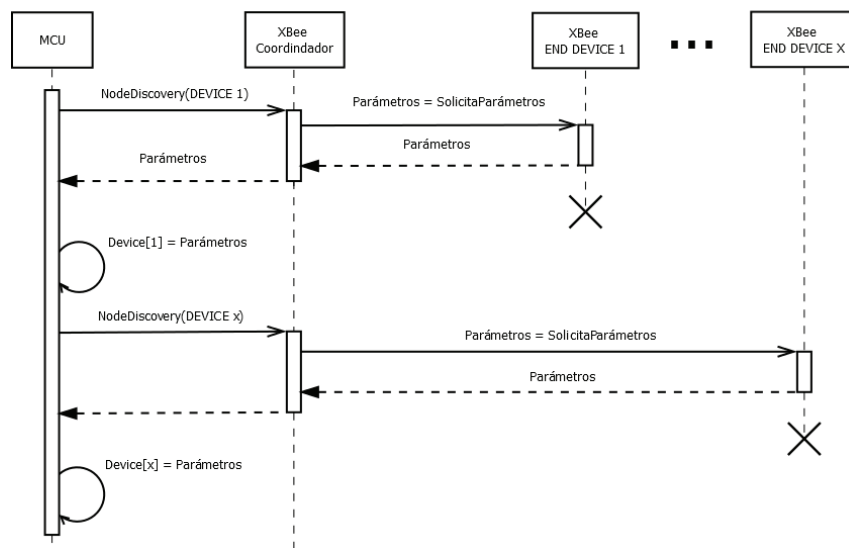 MCU
XBee
Coordindador
XBee
END DEVICE 1
XBee
END DEVICE X
NodeDiscovery(DEVICE 1)
Parámetros = SolicitaParámetros
Parámetros
Parámetros
Device[1] = Parámetros
NodeDiscovery(DEVICE x)
Parámetros = SolicitaParámetros
Parámetros
Device[x] = Parámetros